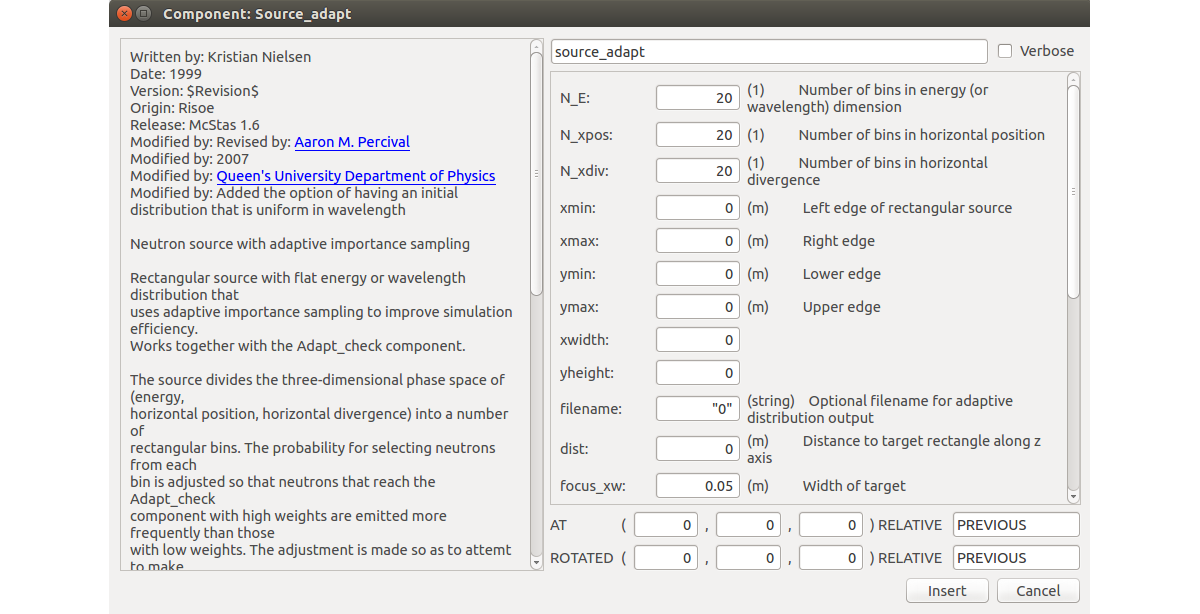 Component: Source_adapt
Written by: Kristian Nielsen
Date: 1999
Version: $Revision$
Origin: Risoe
Release: McStas 1.6
Modified by: Revised by: Aaron M. Percival
Modified by: 2007
Modified by: Queen's University Department of Physics
Modified by: Added the option of having an initial
distribution that is uniform in wavelength
Neutron source with adaptive importance sampling
Rectangular source with flat energy or wavelength
distribution that
uses adaptive importance sampling to improve simulation
efficiency.
Works together with the Adapt_check component.
The source divides the three-dimensional phase space of
(energy,
horizontal position, horizontal divergence) into a number
of
rectangular bins. The probability for selecting neutrons
from each
bin is adjusted so that neutrons that reach the
Adapt_check
component with high weights are emitted more
frequently than those
with low weights. The adjustment is made so as to attemt
to make
source_adapt
Verbose
N_E: 20 (1) Number of bins in energy (or
wavelength) dimension
N_xpos: 20 (1) Number of bins in horizontal position
N_xdiv: 20 (1) Number of bins in horizontal
divergence
xmin: 0 (m) Left edge of rectangular source
xmax: 0 (m) Right edge
ymin: 0 (m) Lower edge
ymax: 0 (m) Upper edge
xwidth: 0
yheight: 0
filename: "0" (string) Optional filename for adaptive
distribution output
dist: 0 (m) Distance to target rectangle along z
axis
focus_xw: 0.05 (m) Width of target
AT ( 0 , 0 , 0 ) RELATIVE PREVIOUS
ROTATED ( 0 , 0 , 0 ) RELATIVE PREVIOUS
Insert Cancel